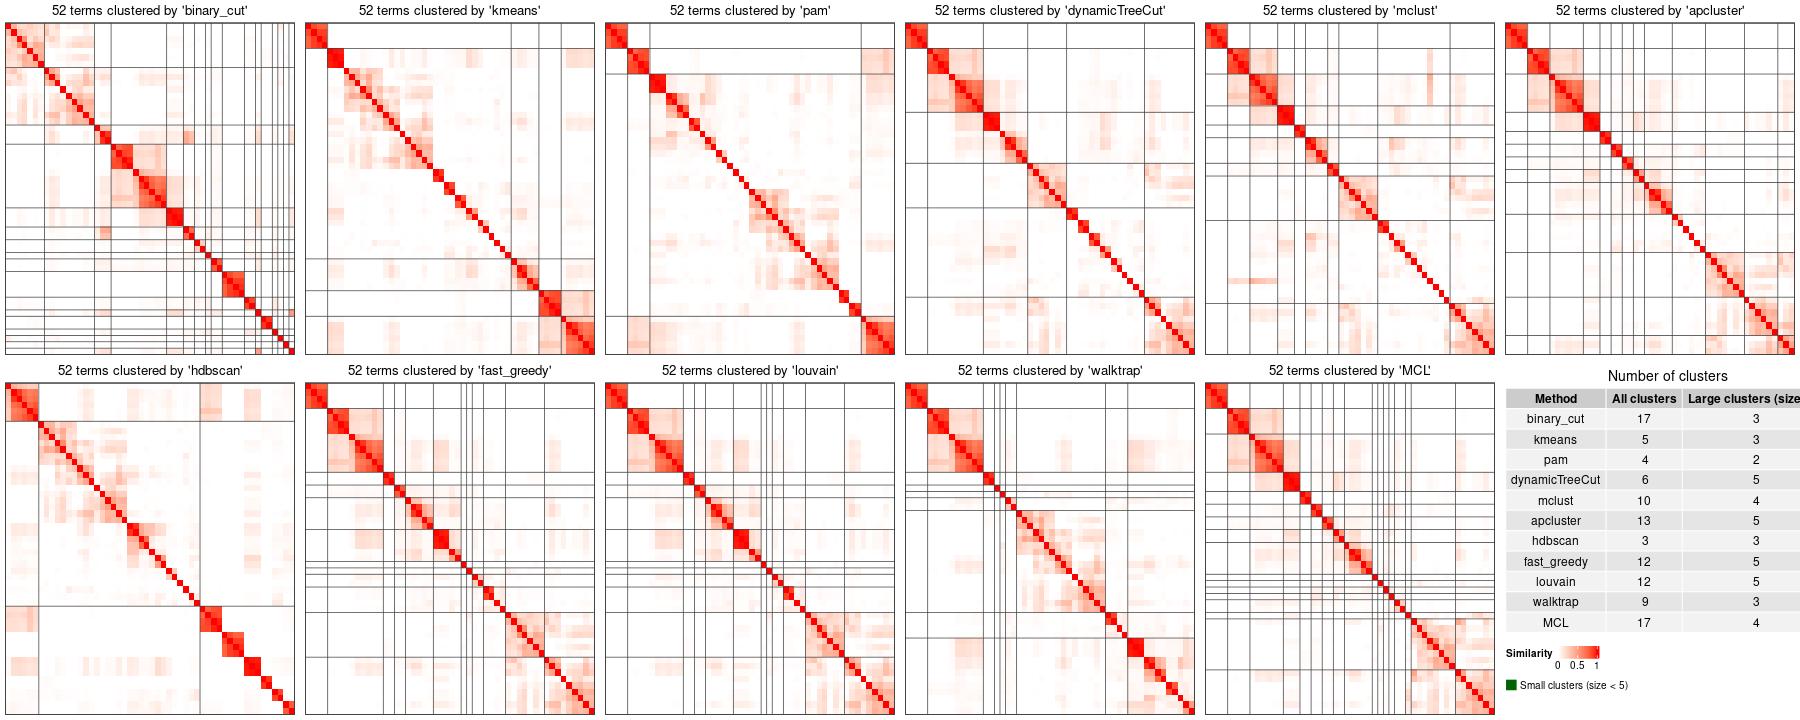 52 terms clustered by 'binary_cut'
52 terms clustered by 'kmeans'
52 terms clustered by 'pam'
52 terms clustered by 'dynamicTreeCut'
52 terms clustered by 'mclust'
52 terms clustered by 'apcluster'
52 terms clustered by 'hdbscan'
52 terms clustered by 'fast_greedy'
52 terms clustered by 'louvain'
52 terms clustered by 'walktrap'
52 terms clustered by 'MCL'
Number of clusters
Method All clusters Large clusters (size
binary_cut 17 3
kmeans 5 3
pam 4 2
dynamicTreeCut 6 5
mclust 10 4
apcluster 13 5
hdbscan 3 3
fast_greedy 12 5
louvain 12 5
walktrap 9 3
MCL 17 4
Similarity
0 0.5 1
Small clusters (size < 5)